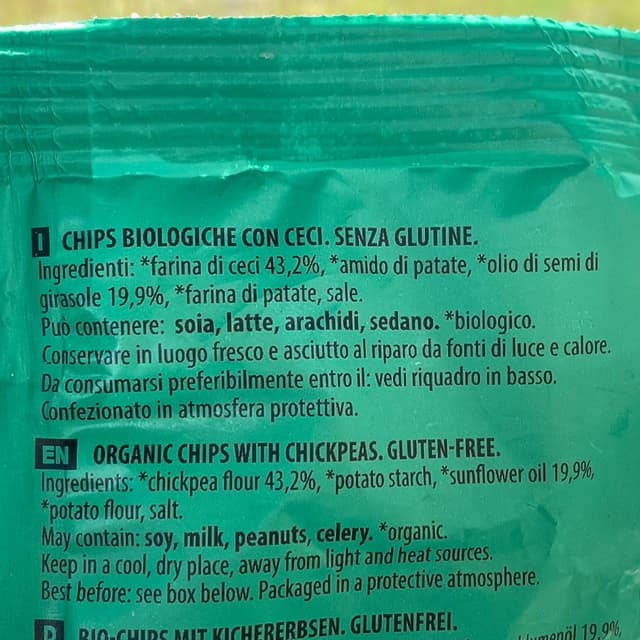 I CHIPS BIOLOGICHE CON CECI. SENZA GLUTINE.
Ingredienti: *farina di ceci 43,2%, *amido di patate, *olio di semi di
girasole 19,9%, *farina di patate, sale.
Può contenere: soia, latte, arachidi, sedano. *biologico.
Conservare in luogo fresco e asciutto al riparo da fonti di luce e calore.
Da consumarsi preferibilmente entro il: vedi riquadro in basso.
Confezionato in atmosfera protettiva.
EN ORGANIC CHIPS WITH CHICKPEAS. GLUTEN-FREE.
Ingredients: *chickpea flour 43,2%, *potato starch, *sunflower oil 19,9%,
*potato flour, salt.
May contain: soy, milk, peanuts, celery. *organic.
Keep in a cool, dry place, away from light and heat sources.
Best before: see box below. Packaged in a protective atmosphere.
BIO-CHIPS MIT KICHERERBSEN. GLUTENFREI.
19,9%